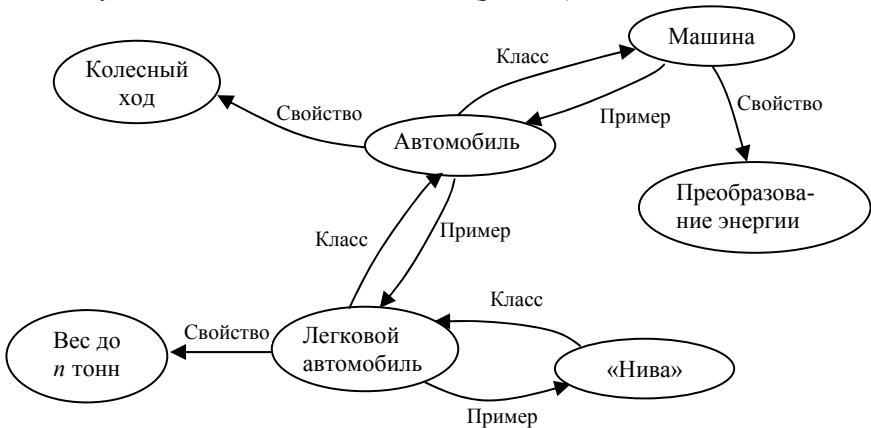 Машина
Класс
Колесный
ход
Свойство
Пример
Свойство
Автомобиль
Преобразова-
ние энергии
Класс
Пример
Класс
Вес до
n тонн
Свойство
Легковой
автомобиль
«Нива»
Пример